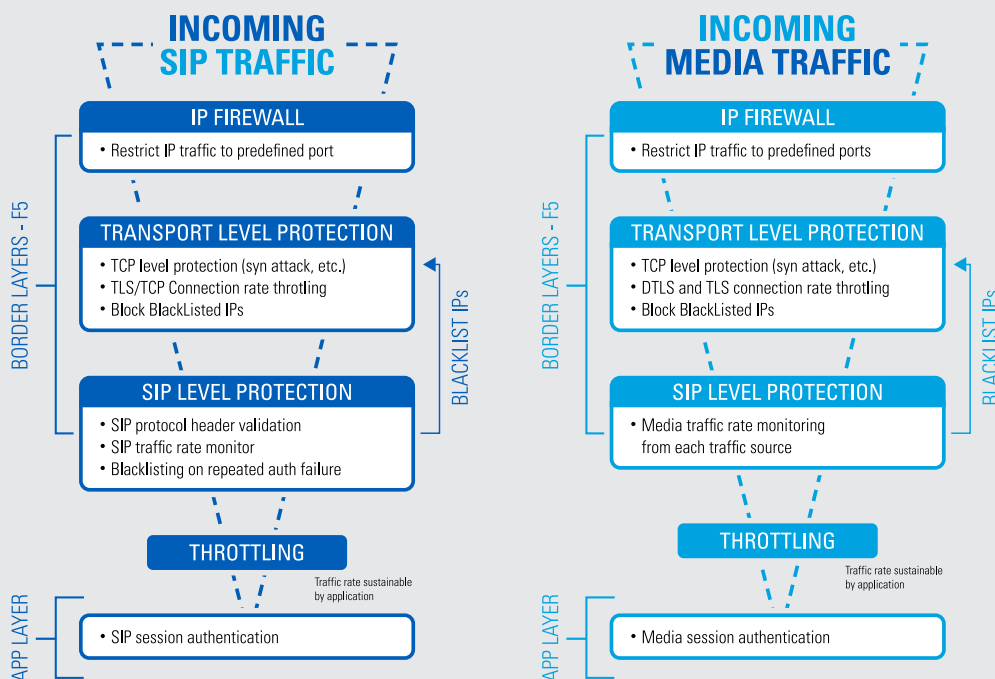 INCOMING
SIP TRAFFIC
IP FIREWALL
• Restrict IP traffic to predefined port
TRANSPORT LEVEL PROTECTION
• TCP level protection (syn attack, etc.)
• TLS/TCP Connection rate throtling
• Block BlackListed IPs
SIP LEVEL PROTECTION
• SIP protocol header validation
• SIP traffic rate monitor
• Blacklisting on repeated auth failure
THROTTLING
Traffic rate sustainable
by application
• SIP session authentication
BORDER LAYERS - F5
BLACKLIST IPs
APP LAYER
INCOMING
MEDIA TRAFFIC
IP FIREWALL
• Restrict IP traffic to predefined ports
TRANSPORT LEVEL PROTECTION
• TCP level protection (syn attack, etc.)
• DTLS and TLS connection rate throtling
• Block BlackListed IPs
SIP LEVEL PROTECTION
• Media traffic rate monitoring
from each traffic source
THROTTLING
Traffic rate sustainable
by application
• Media session authentication
BORDER LAYERS - F5
BLACKLIST IPs
APP LAYER